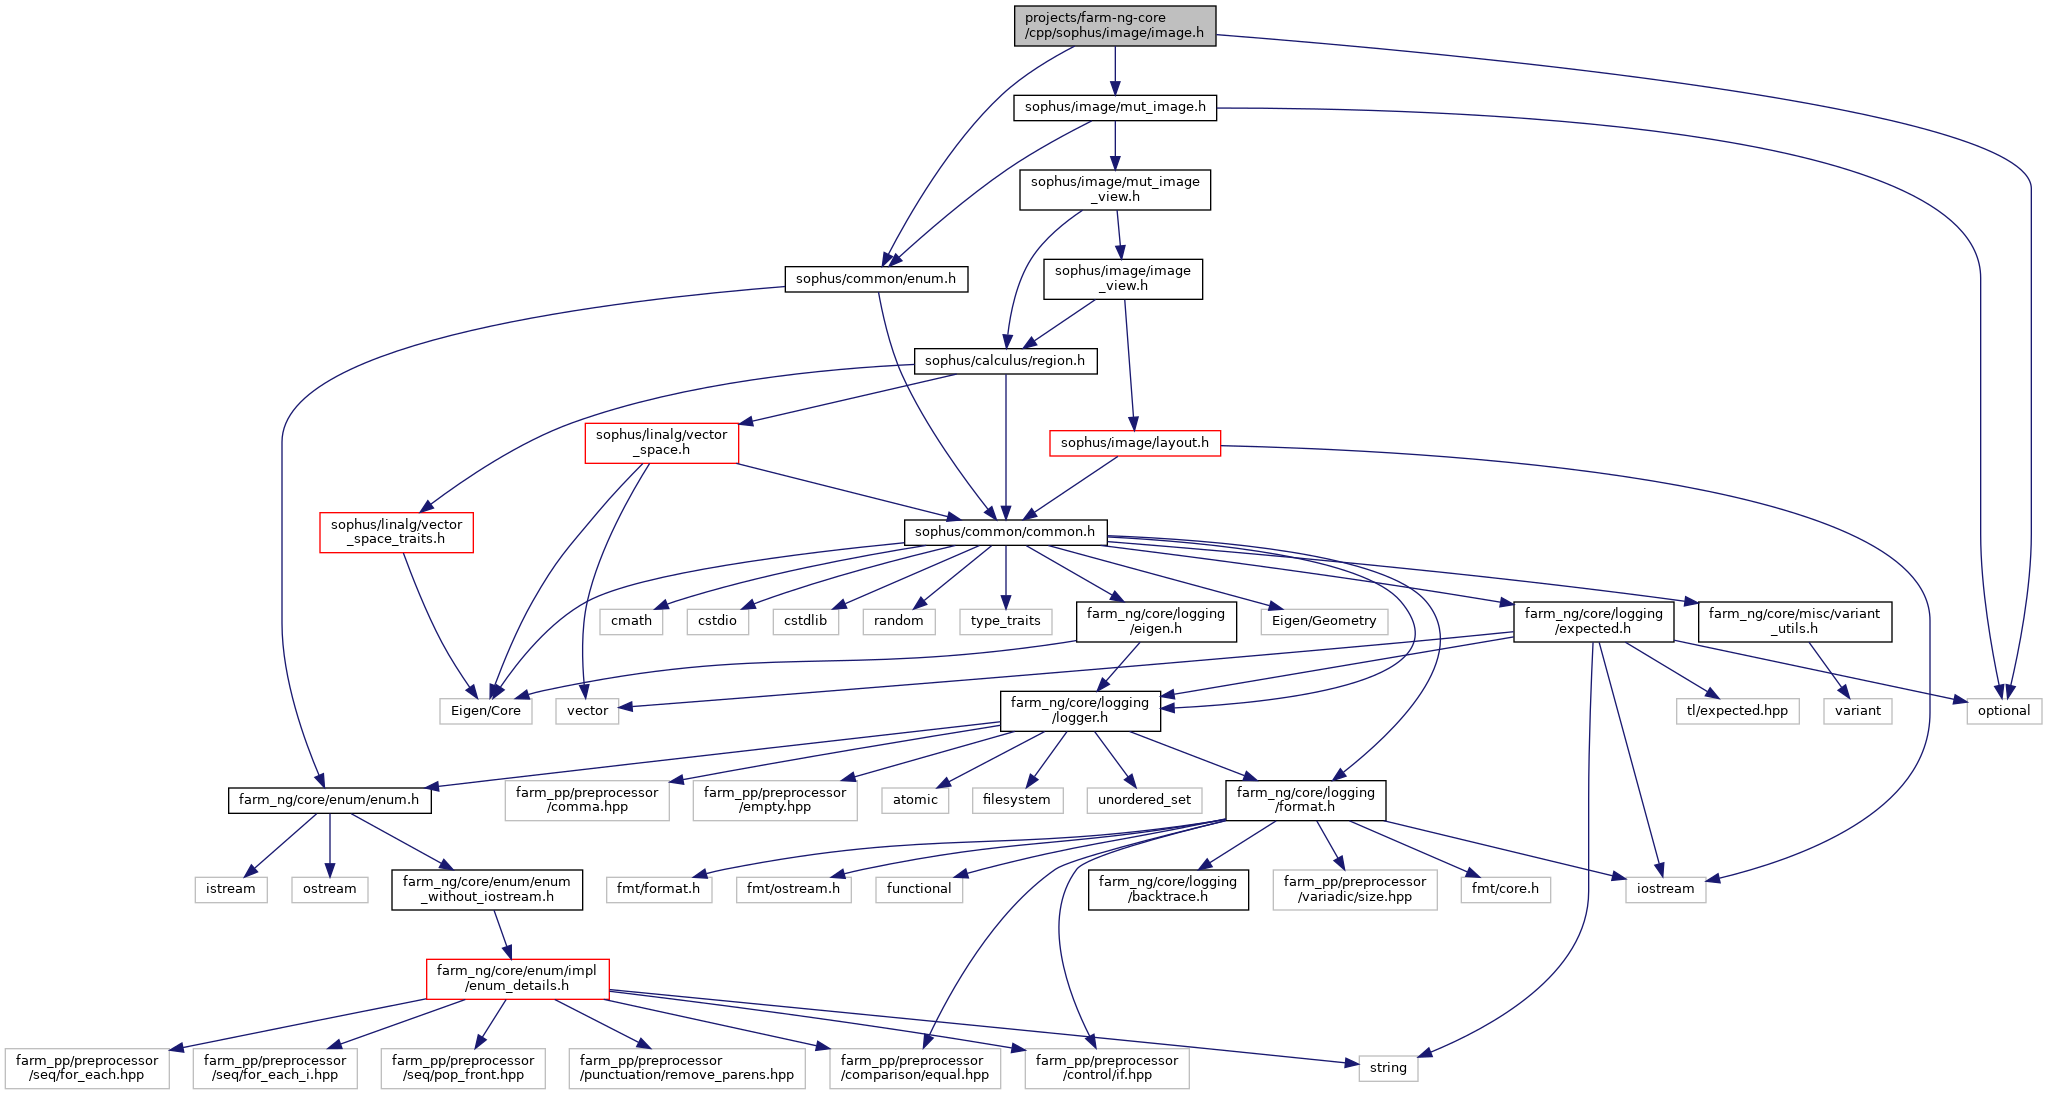 projects/farm-ng-core
/cpp/sophus/image/image.h
sophus/image/mut_image.h
sophus/image/mut_image
_view.h
sophus/common/enum.h
sophus/image/image
_view.h
sophus/calculus/region.h
sophus/linalg/vector
_space.h
sophus/image/layout.h
sophus/linalg/vector
_space_traits.h
sophus/common/common.h
cmath
cstdio
cstdlib
random
type_traits
farm_ng/core/logging
/eigen.h
Eigen/Geometry
farm_ng/core/logging
/expected.h
farm_ng/core/misc/variant
_utils.h
Eigen/Core
vector
farm_ng/core/logging
/logger.h
tl/expected.hpp
variant
optional
farm_ng/core/enum/enum.h
farm_pp/preprocessor
/comma.hpp
farm_pp/preprocessor
/empty.hpp
atomic
filesystem
unordered_set
farm_ng/core/logging
/format.h
istream
ostream
farm_ng/core/enum/enum
_without_iostream.h
fmt/format.h
fmt/ostream.h
functional
farm_ng/core/logging
/backtrace.h
farm_pp/preprocessor
/variadic/size.hpp
fmt/core.h
iostream
farm_ng/core/enum/impl
/enum_details.h
farm_pp/preprocessor
/seq/for_each.hpp
farm_pp/preprocessor
/seq/for_each_i.hpp
farm_pp/preprocessor
/seq/pop_front.hpp
farm_pp/preprocessor
/punctuation/remove_parens.hpp
farm_pp/preprocessor
/comparison/equal.hpp
farm_pp/preprocessor
/control/if.hpp
string